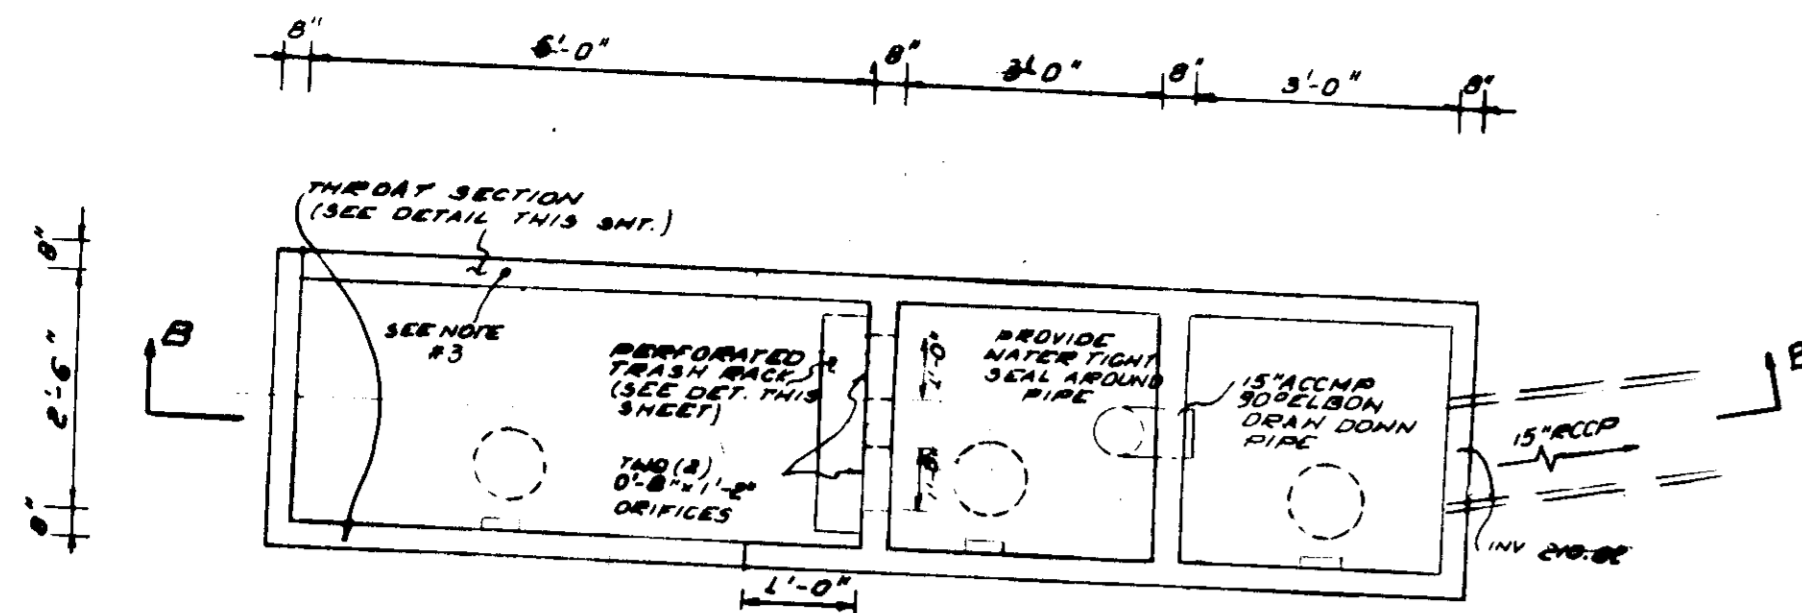 8"
6'-0"
8"
3'-0"
8"
3'-0"
8"
THROAT SECTION
(SEE DETAIL THIS SHT.)
8"
2'-6"
8"
B
SEE NOTE
#3
PERFORATED
TRASH RACK
(SEE DET. THIS
SHEET)
TWO (2)
0'-8" x 1'-2"
ORIFICES
PROVIDE
WATER TIGHT
SEAL AROUND
PIPE
15" ACCMP
90° ELBOW
DRAW DOWN
PIPE
15" RCCP
B
INV
1'-0"